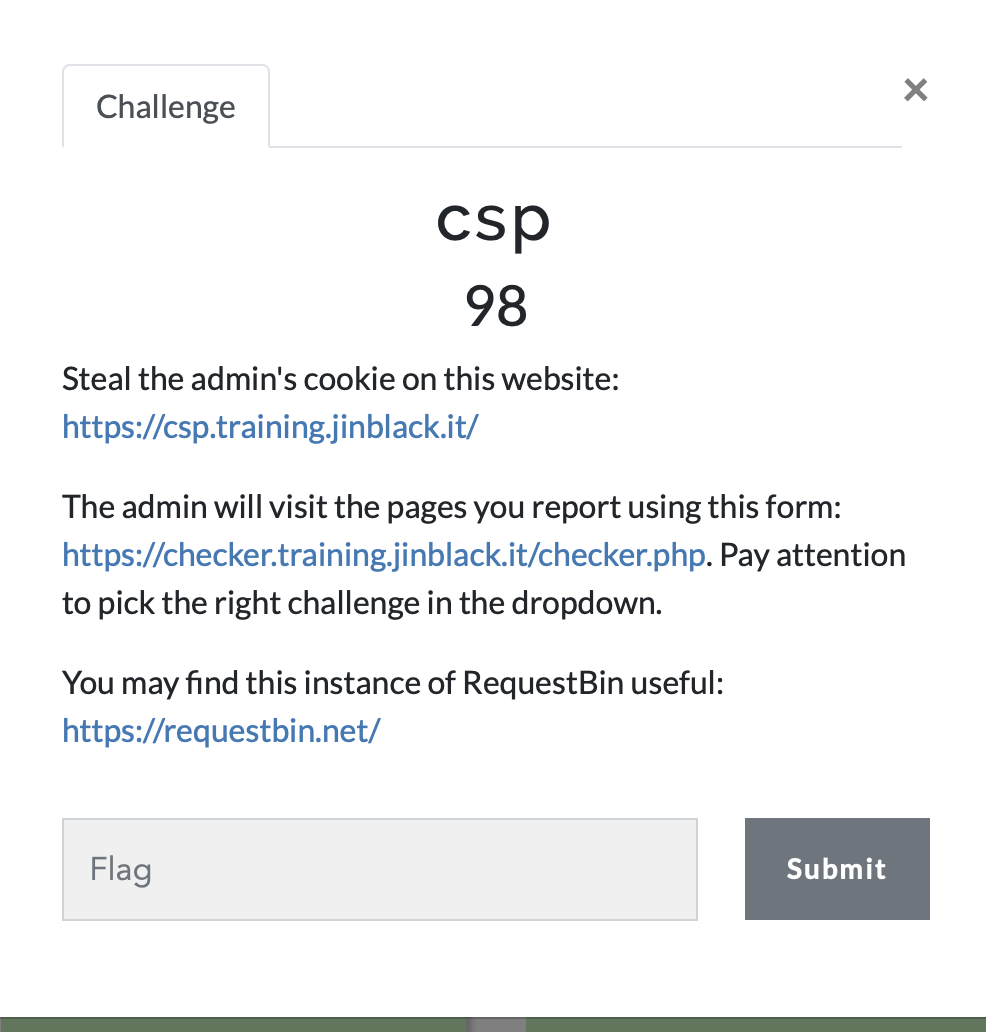 Challenge
×
csp
98
Steal the admin's cookie on this website:
https://csp.training.jinblack.it/
The admin will visit the pages you report using this form:
https://checker.training.jinblack.it/checker.php. Pay attention
to pick the right challenge in the dropdown.
You may find this instance of RequestBin useful:
https://requestbin.net/
Flag
Submit